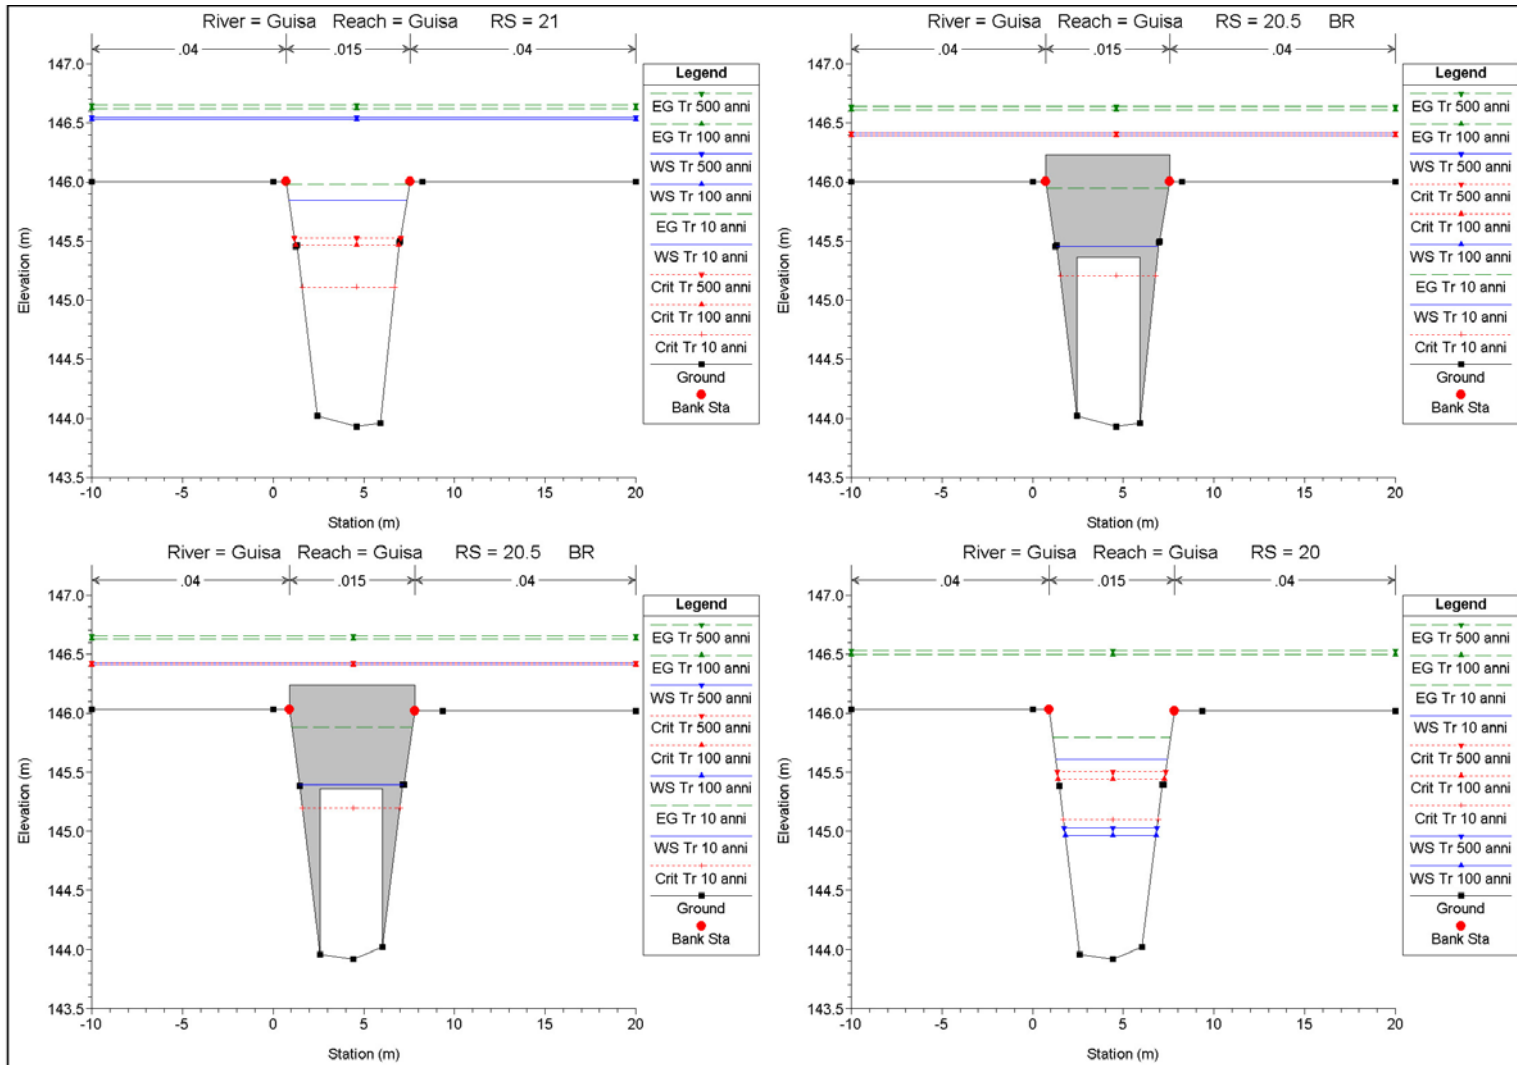 River = Guisa Reach = Guisa RS = 21
.04 .015 .04
147.0
146.5
146.0
145.5
145.0
144.5
144.0
143.5
Elevation (m)
-10 -5 0 5 10 15 20
Station (m)
Legend
EG Tr 500 anni
EG Tr 100 anni
WS Tr 500 anni
WS Tr 100 anni
EG Tr 10 anni
WS Tr 10 anni
Crit Tr 500 anni
Crit Tr 100 anni
Crit Tr 10 anni
Ground
Bank Sta
River = Guisa Reach = Guisa RS = 20.5 BR
.04 .015 .04
147.0
146.5
146.0
145.5
145.0
144.5
144.0
143.5
Elevation (m)
-10 -5 0 5 10 15 20
Station (m)
Legend
EG Tr 500 anni
EG Tr 100 anni
WS Tr 500 anni
Crit Tr 500 anni
Crit Tr 100 anni
WS Tr 100 anni
EG Tr 10 anni
WS Tr 10 anni
Crit Tr 10 anni
Ground
Bank Sta
River = Guisa Reach = Guisa RS = 20.5 BR
.04 .015 .04
147.0
146.5
146.0
145.5
145.0
144.5
144.0
143.5
Elevation (m)
-10 -5 0 5 10 15 20
Station (m)
Legend
EG Tr 500 anni
EG Tr 100 anni
WS Tr 500 anni
Crit Tr 500 anni
Crit Tr 100 anni
WS Tr 100 anni
EG Tr 10 anni
WS Tr 10 anni
Crit Tr 10 anni
Ground
Bank Sta
River = Guisa Reach = Guisa RS = 20
.04 .015 .04
147.0
146.5
146.0
145.5
145.0
144.5
144.0
143.5
Elevation (m)
-10 -5 0 5 10 15 20
Station (m)
Legend
EG Tr 500 anni
EG Tr 100 anni
EG Tr 10 anni
WS Tr 10 anni
Crit Tr 500 anni
Crit Tr 100 anni
Crit Tr 10 anni
WS Tr 500 anni
WS Tr 100 anni
Ground
Bank Sta